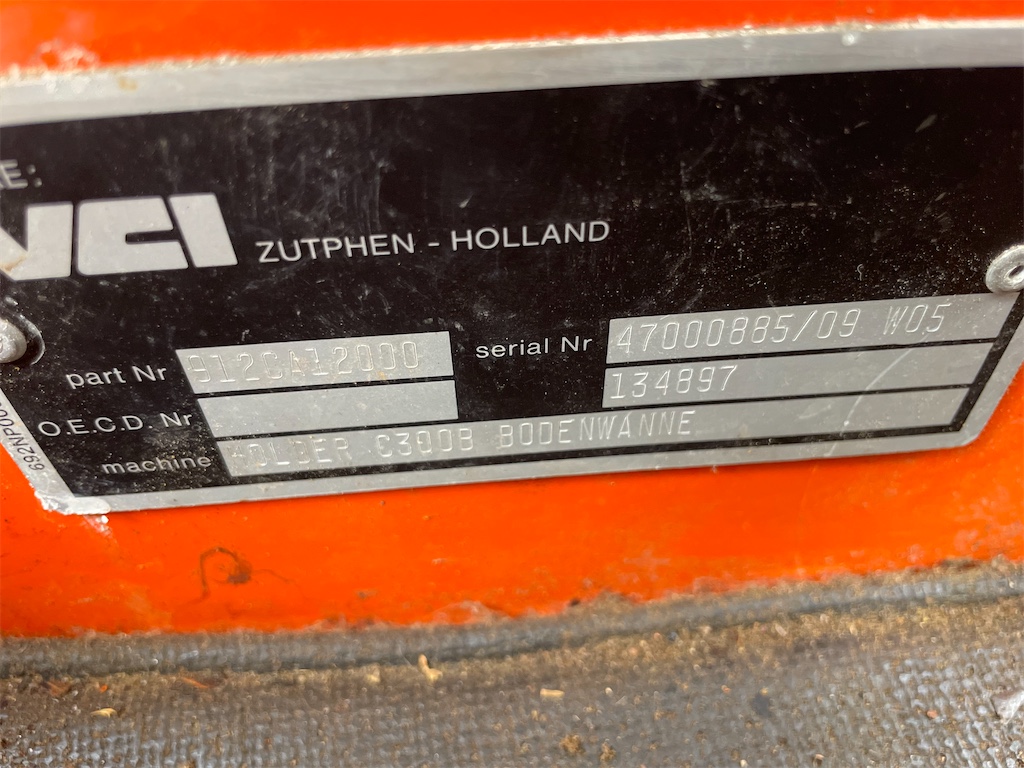 VCI ZUTPHEN - HOLLAND
part Nr 912CA12000 serial Nr 47000885/09 W05
O.E.C.D. Nr 134897
machine HOLDER C300B BODENWANNE